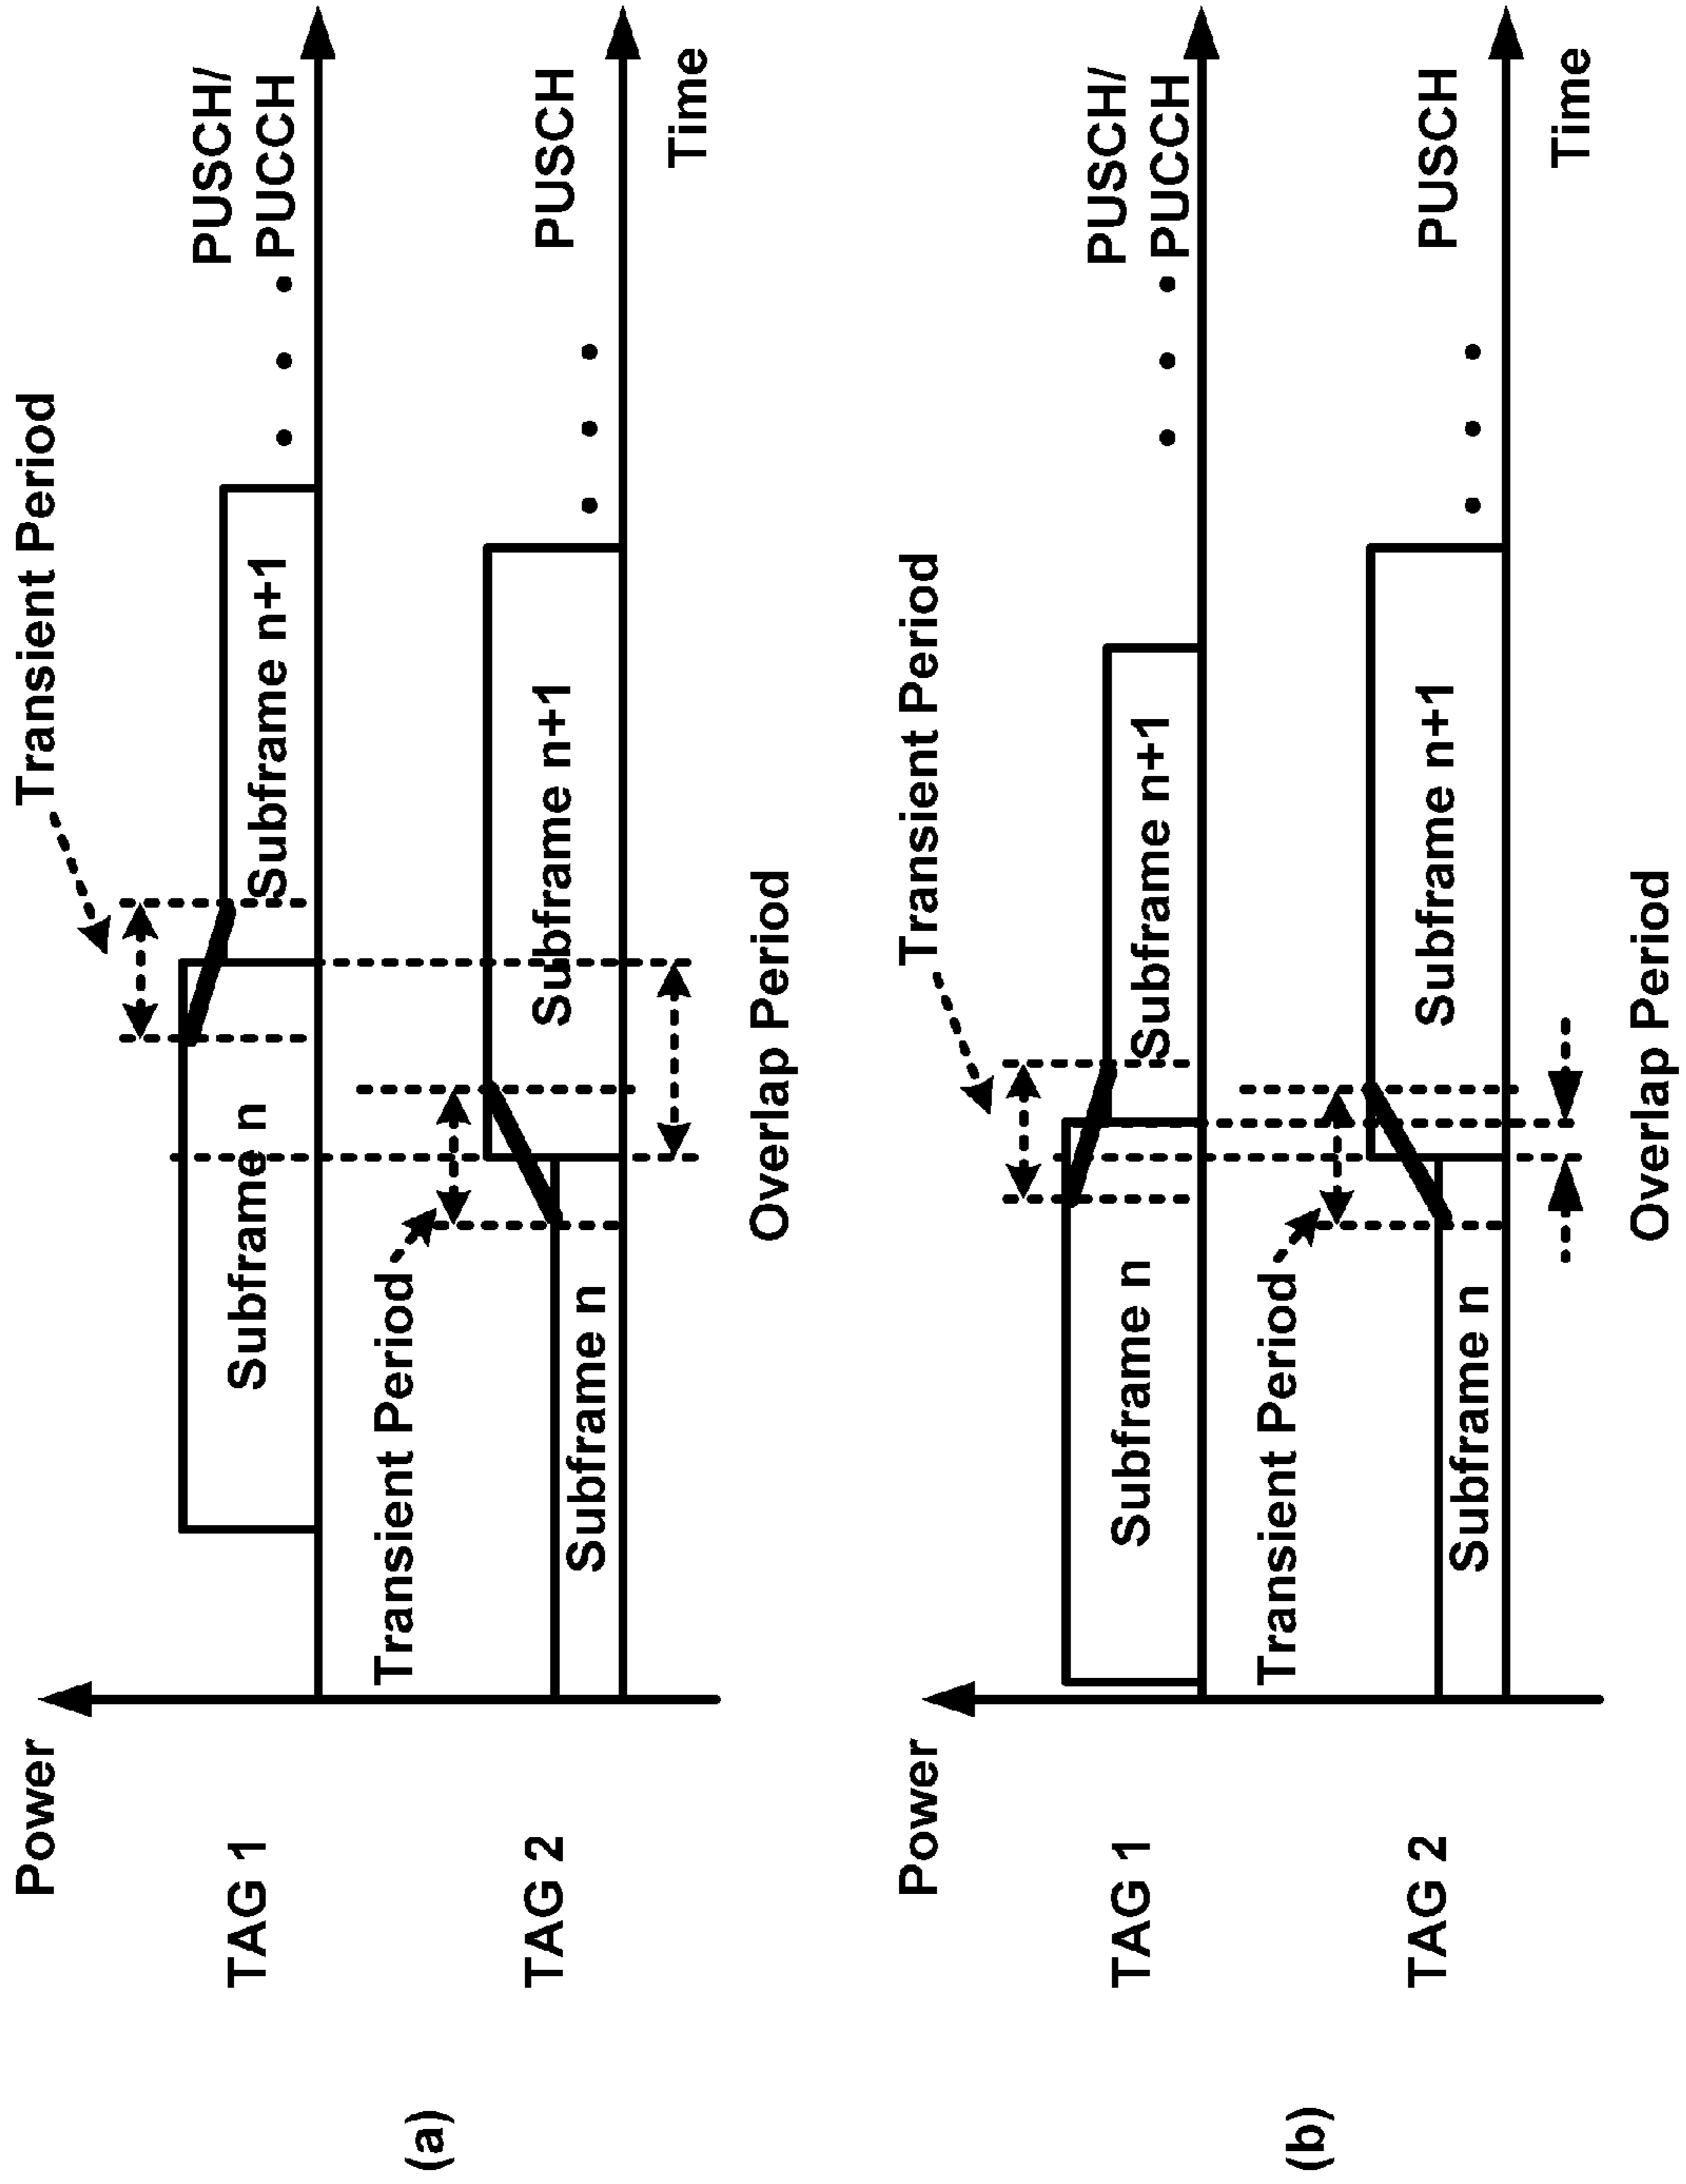 (a)
Power
Transient Period
TAG 1
Subframe n
Subframe n+1
PUSCH/
PUCCH
Transient Period
TAG 2
Subframe n
Subframe n+1
PUSCH
Time
Overlap Period
(b)
Power
Transient Period
TAG 1
Subframe n
Subframe n+1
PUSCH/
PUCCH
Transient Period
TAG 2
Subframe n
Subframe n+1
PUSCH
Time
Overlap Period